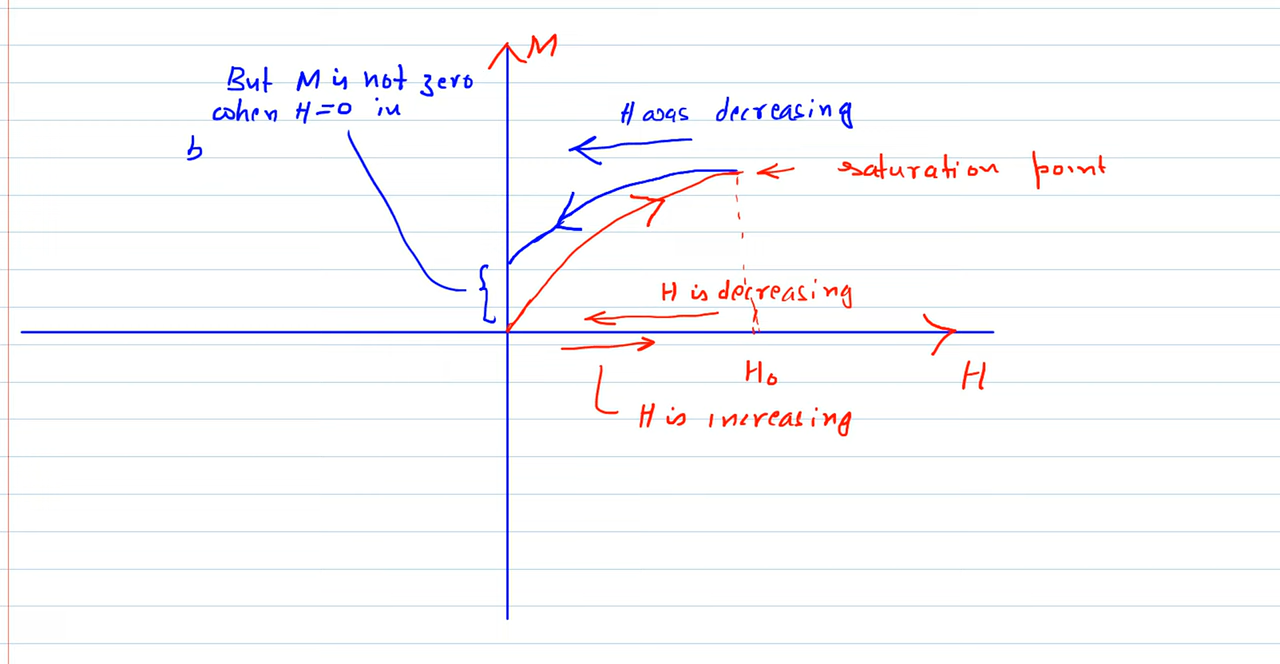 M
But M is not zero
when H=0 in
b
H was decreasing
saturation point
H is decreasing
H₀
H
H is increasing